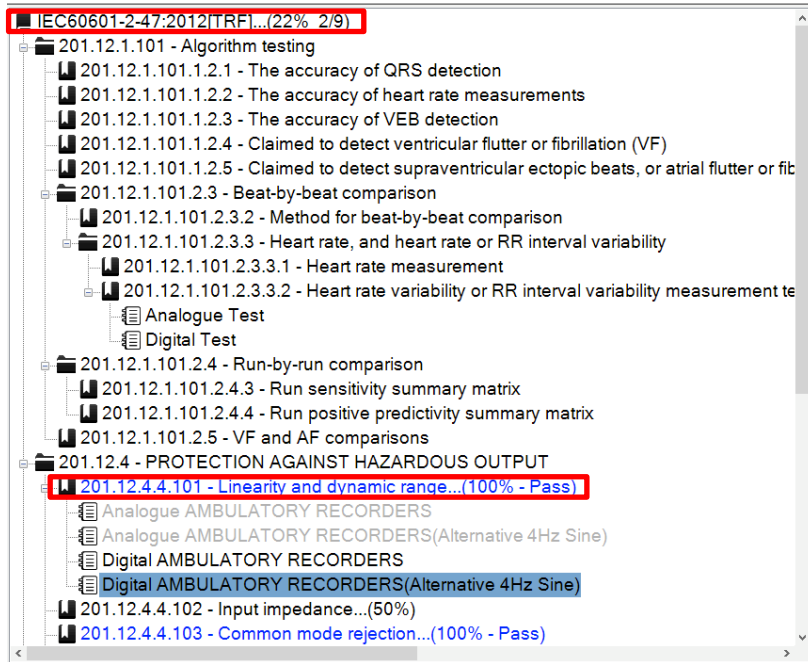 IEC60601-2-47:2012[TRF]...(22% 2/9)
201.12.1.101 - Algorithm testing
201.12.1.101.1.2.1 - The accuracy of QRS detection
201.12.1.101.1.2.2 - The accuracy of heart rate measurements
201.12.1.101.1.2.3 - The accuracy of VEB detection
201.12.1.101.1.2.4 - Claimed to detect ventricular flutter or fibrillation (VF)
201.12.1.101.1.2.5 - Claimed to detect supraventricular ectopic beats, or atrial flutter or fib
201.12.1.101.2.3 - Beat-by-beat comparison
201.12.1.101.2.3.2 - Method for beat-by-beat comparison
201.12.1.101.2.3.3 - Heart rate, and heart rate or RR interval variability
201.12.1.101.2.3.3.1 - Heart rate measurement
201.12.1.101.2.3.3.2 - Heart rate variability or RR interval variability measurement te
Analogue Test
Digital Test
201.12.1.101.2.4 - Run-by-run comparison
201.12.1.101.2.4.3 - Run sensitivity summary matrix
201.12.1.101.2.4.4 - Run positive predictivity summary matrix
201.12.1.101.2.5 - VF and AF comparisons
201.12.4 - PROTECTION AGAINST HAZARDOUS OUTPUT
201.12.4.4.101 - Linearity and dynamic range...(100% - Pass)
Analogue AMBULATORY RECORDERS
Analogue AMBULATORY RECORDERS(Alternative 4Hz Sine)
Digital AMBULATORY RECORDERS
Digital AMBULATORY RECORDERS(Alternative 4Hz Sine)
201.12.4.4.102 - Input impedance...(50%)
201.12.4.4.103 - Common mode rejection...(100% - Pass)